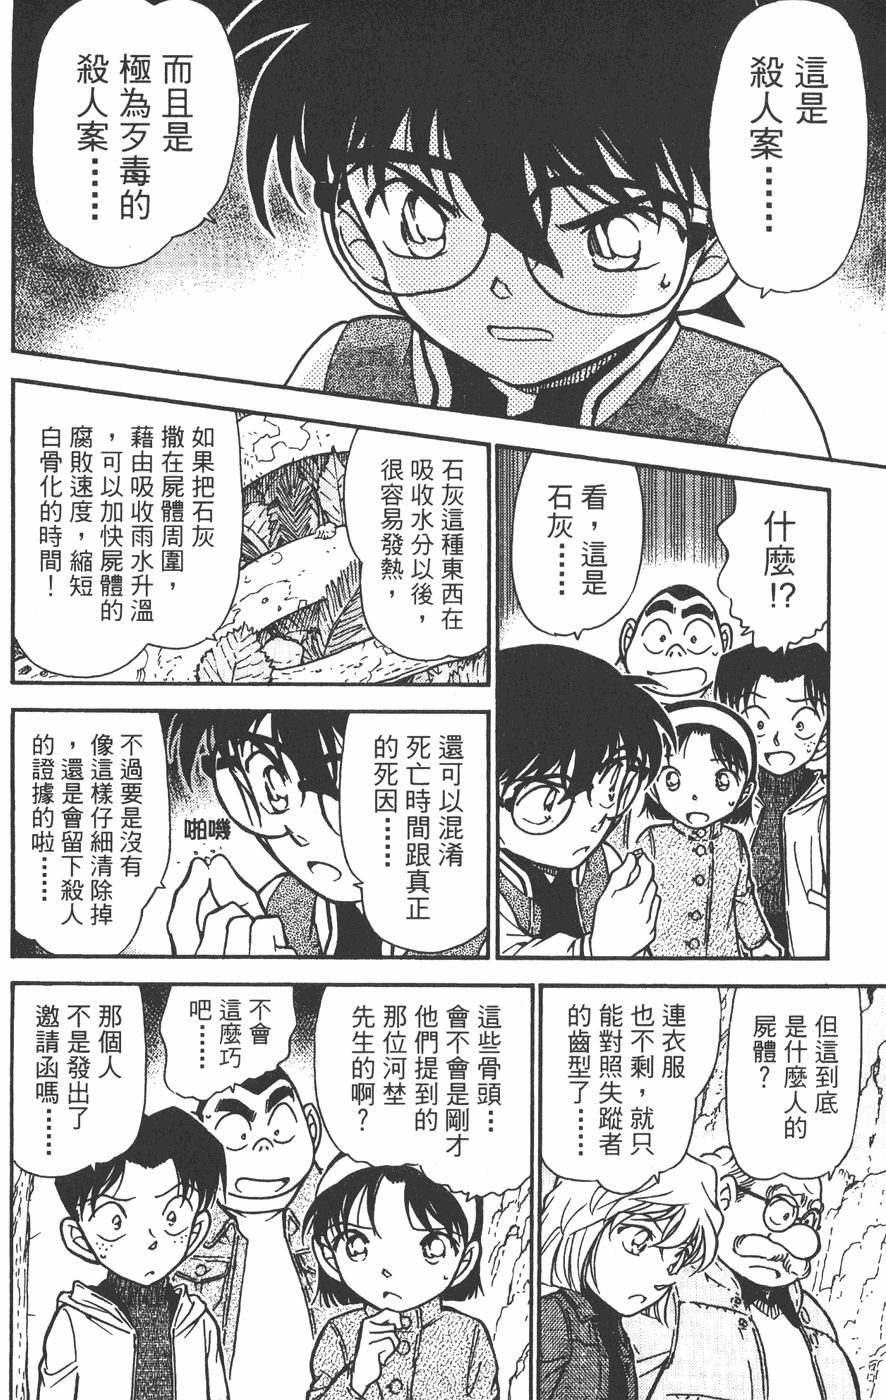 這是
殺人案……
而且是
極為歹毒的
殺人案……
什麼!?
看，這是
石灰……
石灰這種東西在
吸收水分以後，
很容易發熱，
如果把石灰
撒在屍體周圍，
藉由吸收雨水升溫
，可以加快屍體的
腐敗速度，縮短
白骨化的時間！
還可以混淆
死亡時間跟真正
的死因……
嘰啪
不過要是沒有
像這樣仔細清除掉
，還是會留下殺人
的證據的啦……
但這到底
是什麼人的
屍體？
連衣服
也不剩，就只
能對照失蹤者
的齒型了……
這些骨頭…
會不會是剛才
他們提到的
那位河埜
先生的啊？
不會
這麼巧
吧……
那個人
不是發出了
邀請函嗎……